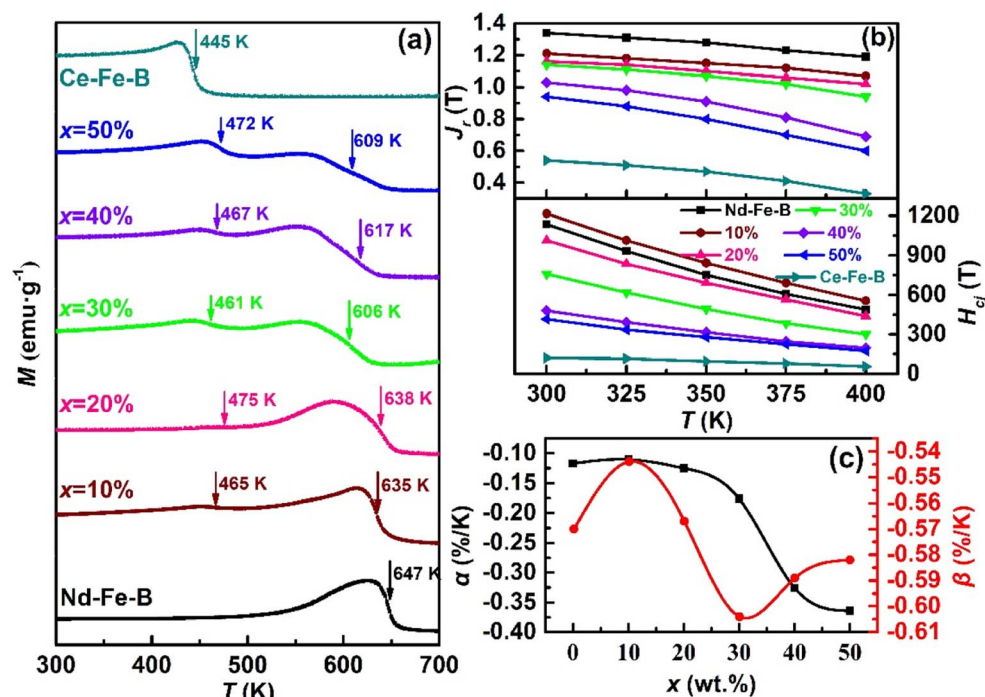 (a)
445 K
Ce-Fe-B
x=50%
472 K
609 K
x=40%
467 K
617 K
x=30%
461 K
606 K
x=20%
475 K
638 K
x=10%
465 K
635 K
Nd-Fe-B
647 K
M (emu·g⁻¹)
300 400 500 600 700
T (K)
(b)
1.4
1.2
1.0
0.8
0.6
0.4
Jr (T)
Nd-Fe-B 30%
10% 40%
20% 50%
Ce-Fe-B
1200
900
600
300
0
Hcj (T)
300 325 350 375 400
T (K)
(c)
-0.10
-0.15
-0.20
-0.25
-0.30
-0.35
-0.40
α (%/K)
-0.54
-0.55
-0.56
-0.57
-0.58
-0.59
-0.60
-0.61
β (%/K)
0 10 20 30 40 50
x (wt.%)